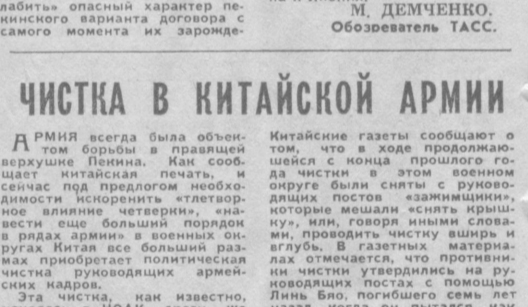 лабить» опасный характер пе-
кинского варианта договора с
самого момента их зарожде-
М. ДЕМЧЕНКО.
Обозреватель ТАСС.
ЧИСТКА В КИТАЙСКОЙ АРМИИ
АРМИЯ всегда была объек-
том борьбы в правящей
верхушке Пекина. Как сооб-
щает китайская печать, и
сейчас под предлогом необхо-
димости искоренить «тлетвор-
ное влияние четверки», «на-
вести еще больший порядок
в рядах армии» в военных ок-
ругах Китая все больший раз-
мах приобретает политическая
чистка руководящих армей-
ских кадров.
Эта чистка, как известно,
Китайские газеты сообщают о
том, что в ходе продолжаю-
шейся с конца прошлого го-
да чистки в этом военном
округе были сняты с руково-
дящих постов «зажимщики»,
которые мешали «снять крыш-
ку», или, говоря иными слова-
ми, проводить чистку вширь и
вглубь. В газетных материа-
лах отмечается, что противни-
ки чистки утвердились на ру-
ководящих постах с помощью
Линь Бяо, погибшего семь лет